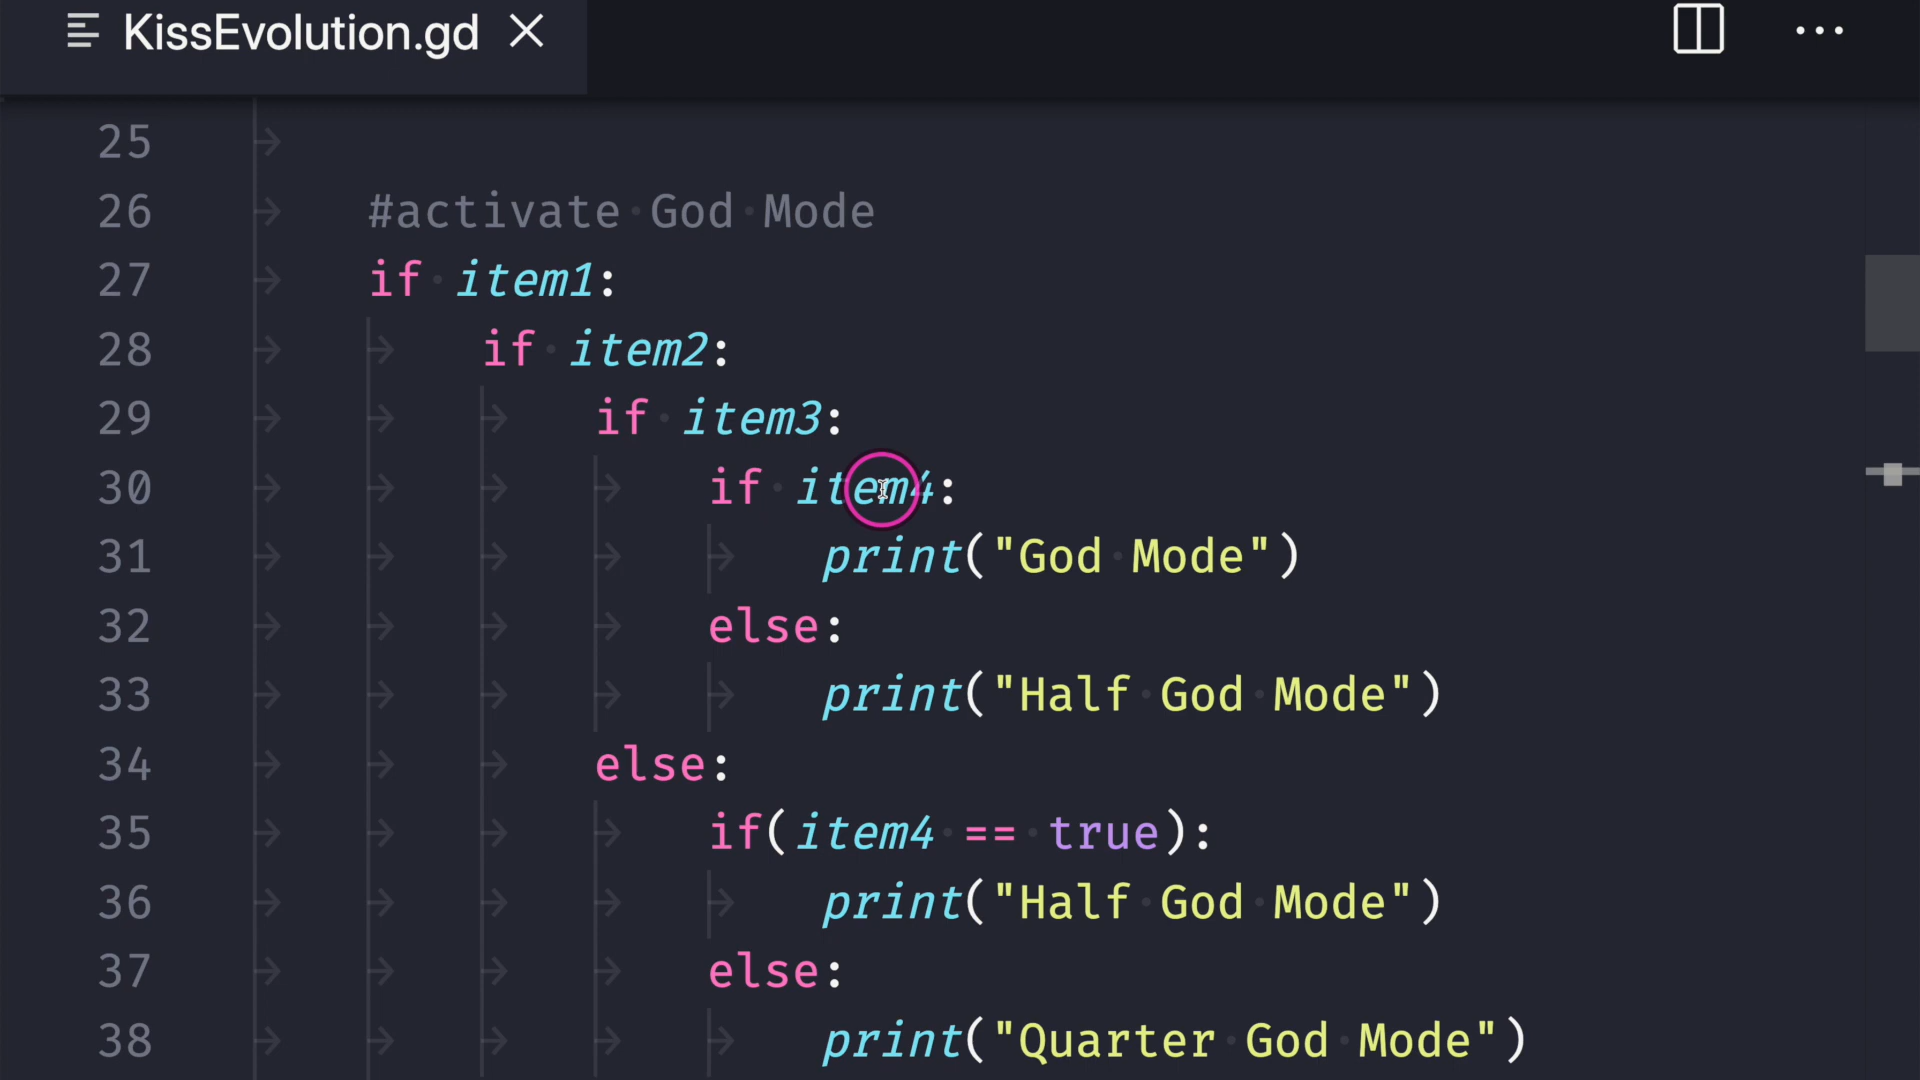 KissEvolution.gd
25
26 #activate God Mode
27 if item1:
28 if item2:
29 if item3:
30 if item4:
31 print("God Mode")
32 else:
33 print("Half God Mode")
34 else:
35 if(item4 == true):
36 print("Half God Mode")
37 else:
38 print("Quarter God Mode")